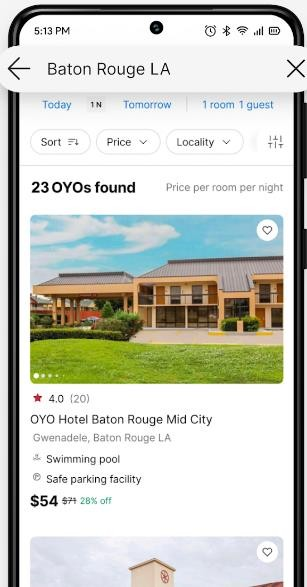 5:13 PM
Baton Rouge LA
Today 1 N Tomorrow 1 room 1 guest
Sort Price Locality
23 OYOs found Price per room per night
4.0 (20)
OYO Hotel Baton Rouge Mid City
Gwenadele, Baton Rouge LA
Swimming pool
Safe parking facility
$54 $71 28% off